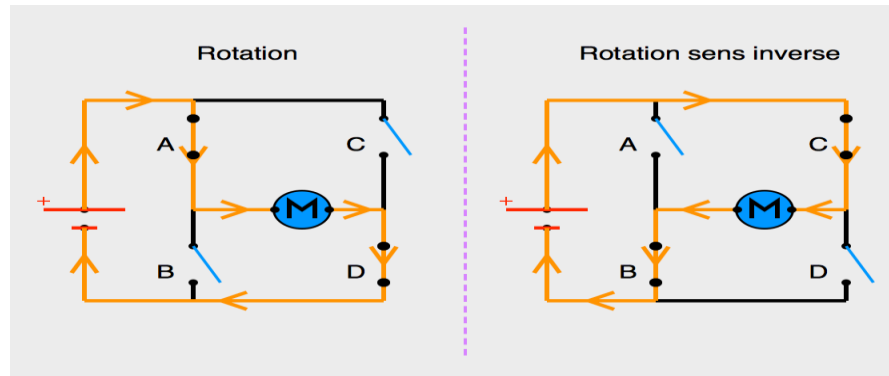 Rotation
A
C
+
M
B
D
Rotation sens inverse
A
C
+
M
B
D